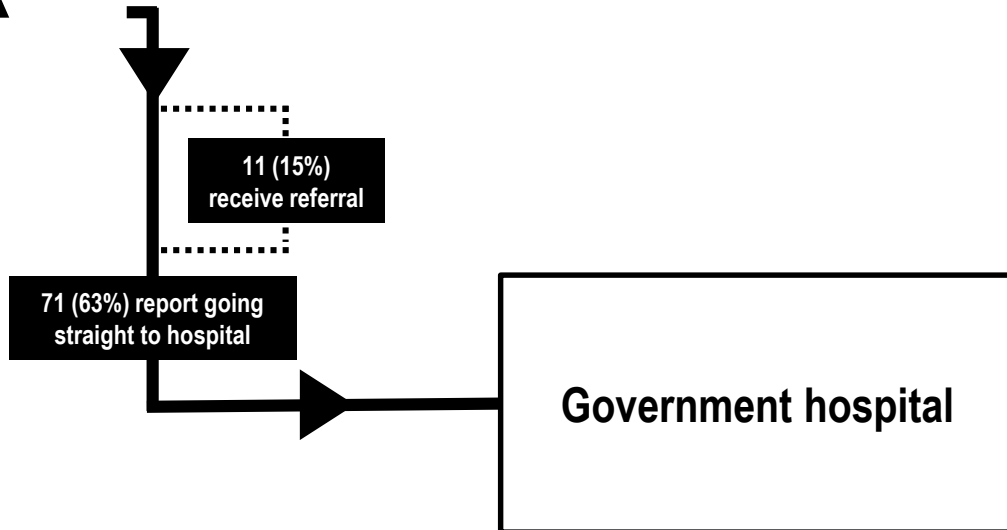 11 (15%)
receive referral
71 (63%) report going
straight to hospital
Government hospital